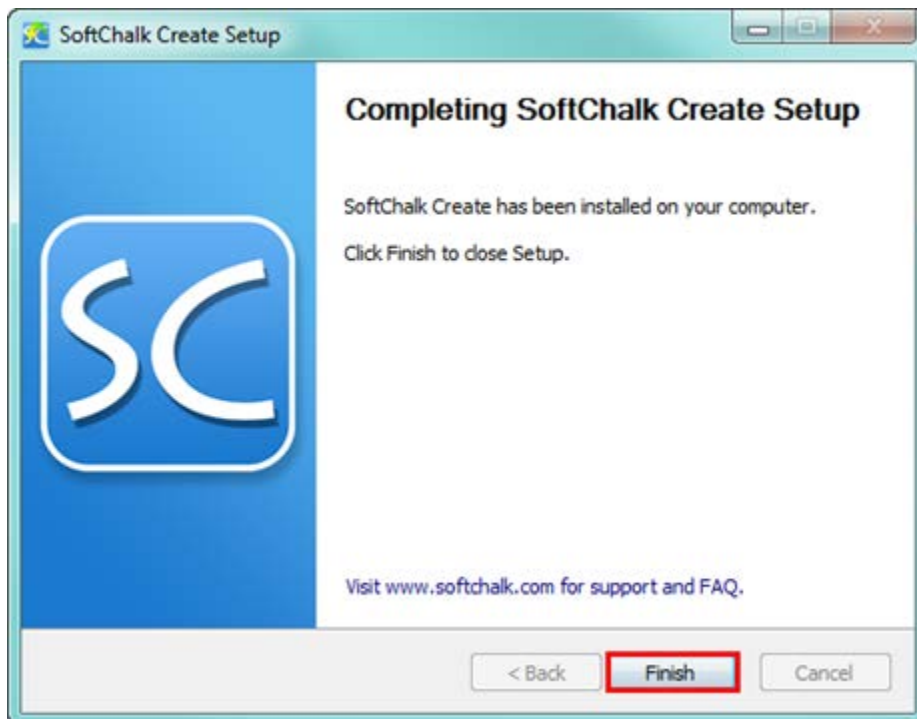 SoftChalk Create Setup
Completing SoftChalk Create Setup
SoftChalk Create has been installed on your computer.
Click Finish to close Setup.
SC
Visit www.softchalk.com for support and FAQ.
< Back Finish Cancel